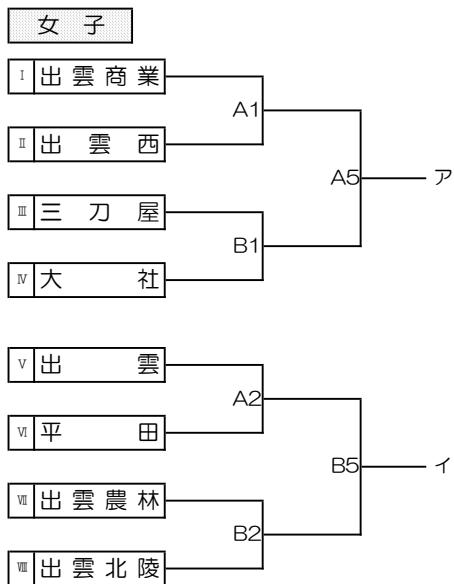 女子
Ⅰ 出雲商業
A1
Ⅱ 出雲西
A5 ア
Ⅲ 三刀屋
B1
Ⅳ 大社
Ⅴ 出雲
A2
Ⅵ 平田
B5 イ
Ⅶ 出雲農林
B2
Ⅷ 出雲北陵